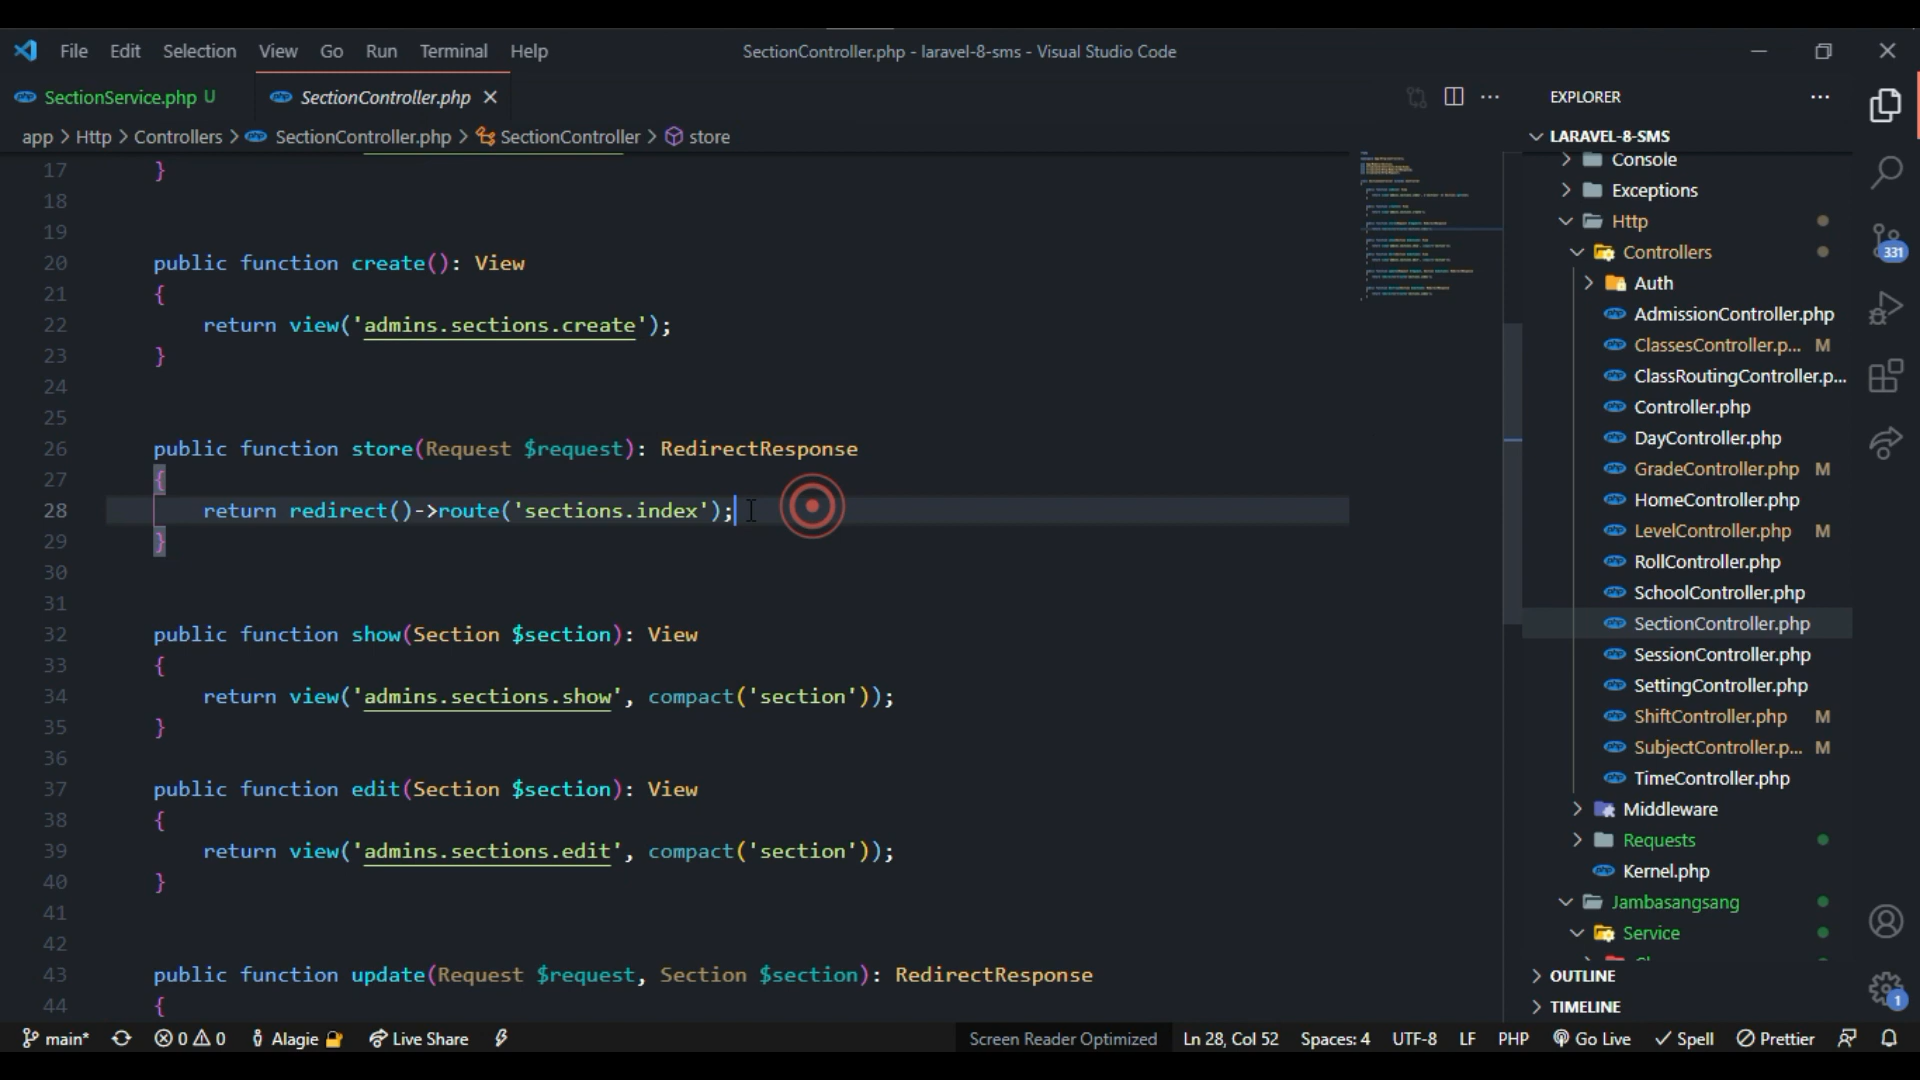 File Edit Selection View Go Run Terminal Help
SectionController.php - laravel-8-sms - Visual Studio Code
SectionService.php U
SectionController.php
app > Http > Controllers > SectionController.php > SectionController > store
17 }
18
19
20 public function create(): View
21 {
22 return view('admins.sections.create');
23 }
24
25
26 public function store(Request $request): RedirectResponse
27 {
28 return redirect()->route('sections.index');
29 }
30
31
32 public function show(Section $section): View
33 {
34 return view('admins.sections.show', compact('section'));
35 }
36
37 public function edit(Section $section): View
38 {
39 return view('admins.sections.edit', compact('section'));
40 }
41
42
43 public function update(Request $request, Section $section): RedirectResponse
44 {
EXPLORER
LARAVEL-8-SMS
Console
Exceptions
Http
Controllers
Auth
AdmissionController.php
ClassesController.p... M
ClassRoutingController.p...
Controller.php
DayController.php
GradeController.php M
HomeController.php
LevelController.php M
RollController.php
SchoolController.php
SectionController.php
SessionController.php
SettingController.php
ShiftController.php M
SubjectController.p... M
TimeController.php
Middleware
Requests
Kernel.php
Jambasangsang
Service
OUTLINE
TIMELINE
331
1
main* 0 0 Alagie Live Share
Screen Reader Optimized Ln 28, Col 52 Spaces: 4 UTF-8 LF PHP Go Live Spell Prettier